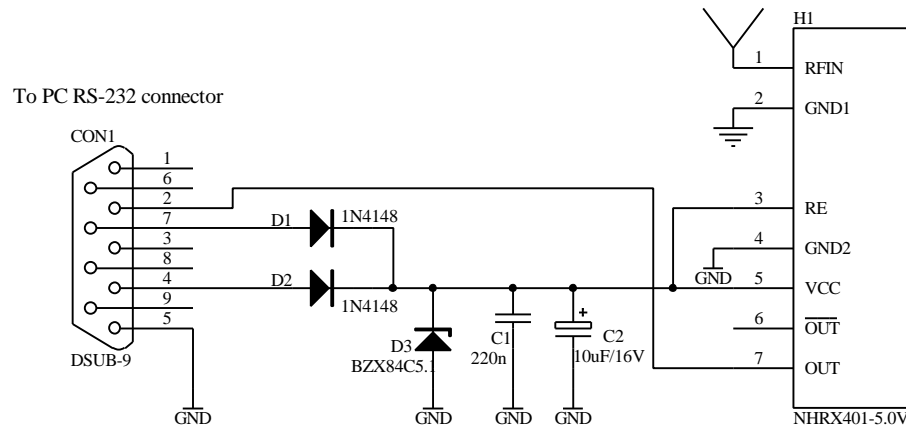 H1
1
RFIN
To PC RS-232 connector
2
GND1
CON1
1
6
2
3
RE
7
D1
1N4148
3
4
GND2
8
GND
4
D2
5
VCC
1N4148
9
6
OUT
5
D3
C1
C2
DSUB-9
BZX84C5.1
220n
10uF/16V
7
OUT
GND
GND
GND
GND
NHRX401-5.0V